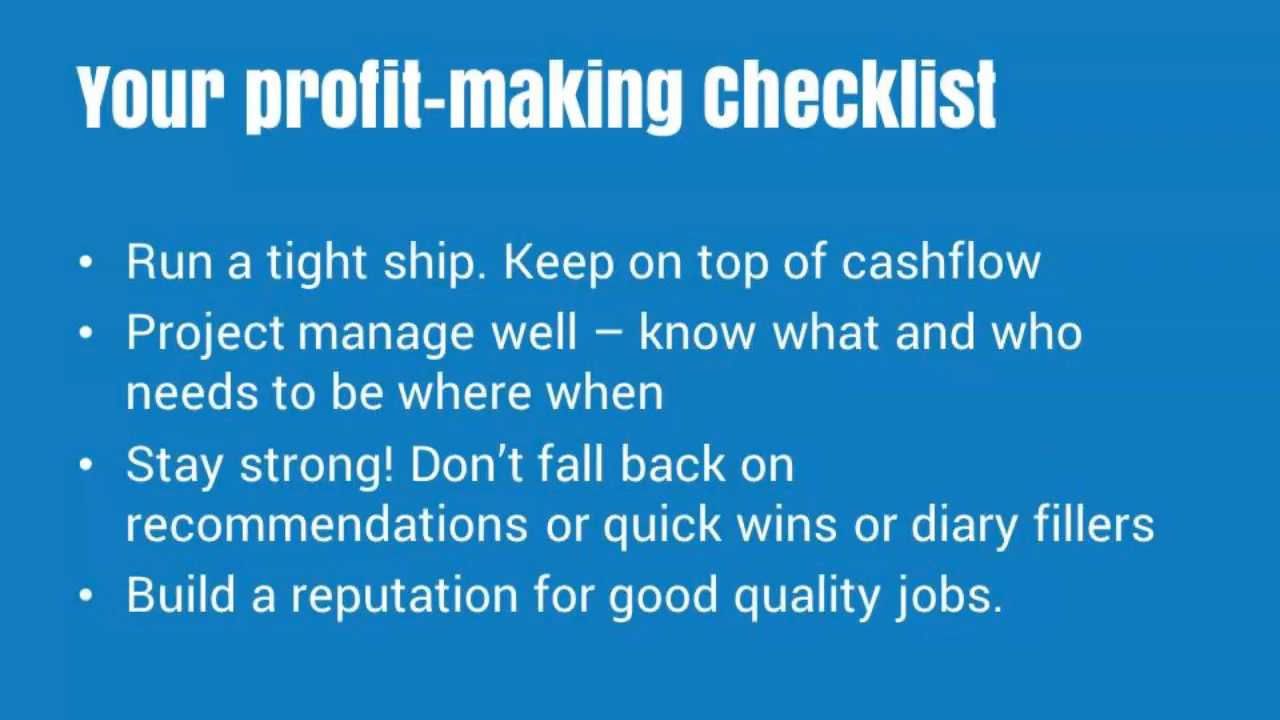 Your profit-making checklist
• Run a tight ship. Keep on top of cashflow
• Project manage well – know what and who
needs to be where when
• Stay strong! Don’t fall back on
recommendations or quick wins or diary fillers
• Build a reputation for good quality jobs.